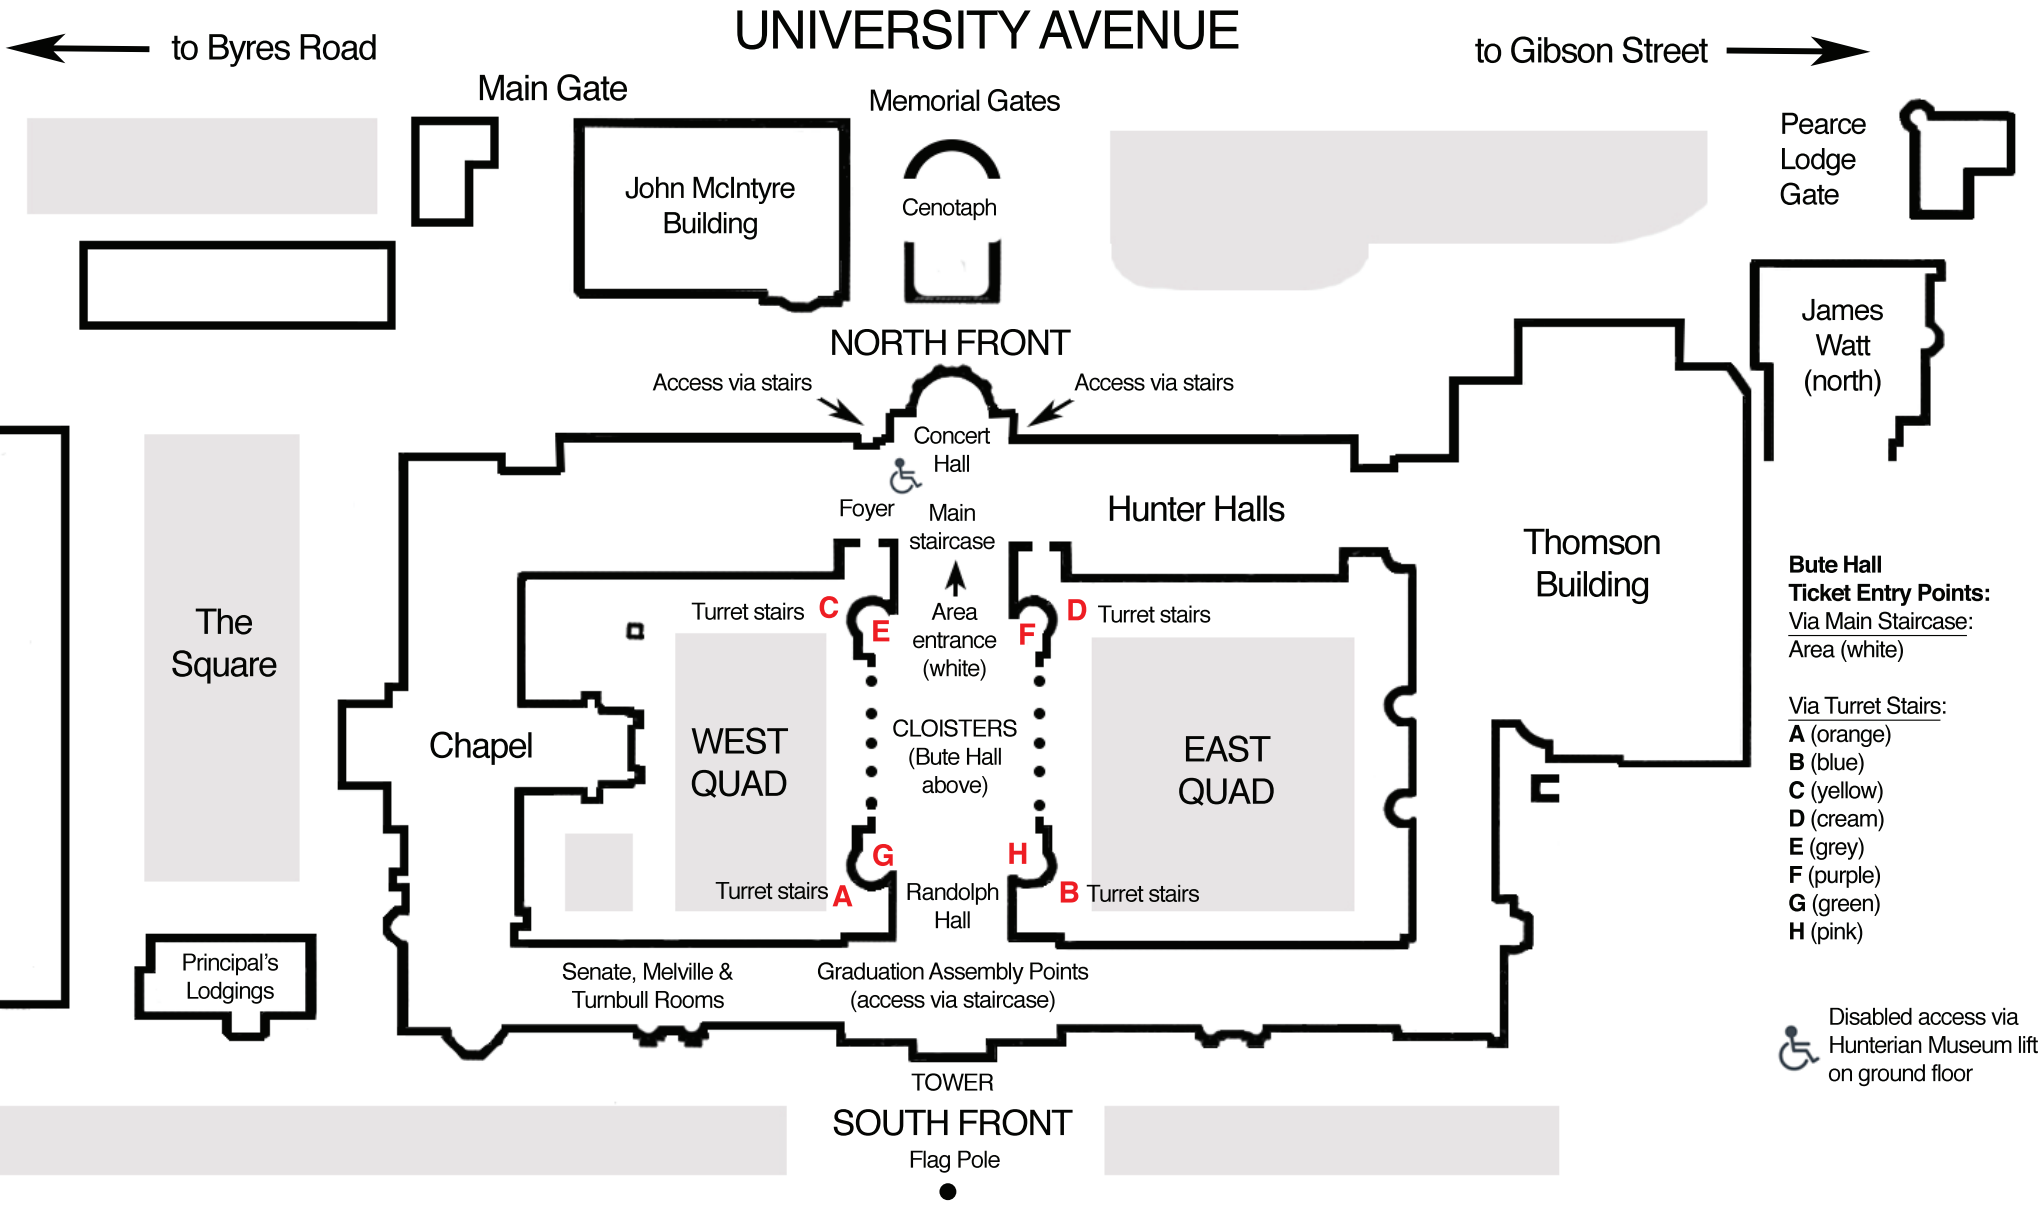 UNIVERSITY AVENUE
to Byres Road
to Gibson Street
Main Gate
Memorial Gates
Pearce
Lodge
Gate
John McIntyre
Building
Cenotaph
NORTH FRONT
James
Watt
(north)
Access via stairs
Access via stairs
Concert
Hall
Foyer
Main
staircase
Hunter Halls
Thomson
Building
The
Square
Turret stairs
C
E
Area
entrance
(white)
F
D
Turret stairs
Chapel
WEST
QUAD
CLOISTERS
(Bute Hall
above)
EAST
QUAD
G
H
Turret stairs
A
Randolph
Hall
B
Turret stairs
Principal’s
Lodgings
Senate, Melville &
Turnbull Rooms
Graduation Assembly Points
(access via staircase)
TOWER
SOUTH FRONT
Flag Pole
Bute Hall
Ticket Entry Points:
Via Main Staircase:
Area (white)
Via Turret Stairs:
A (orange)
B (blue)
C (yellow)
D (cream)
E (grey)
F (purple)
G (green)
H (pink)
Disabled access via
Hunterian Museum lift
on ground floor